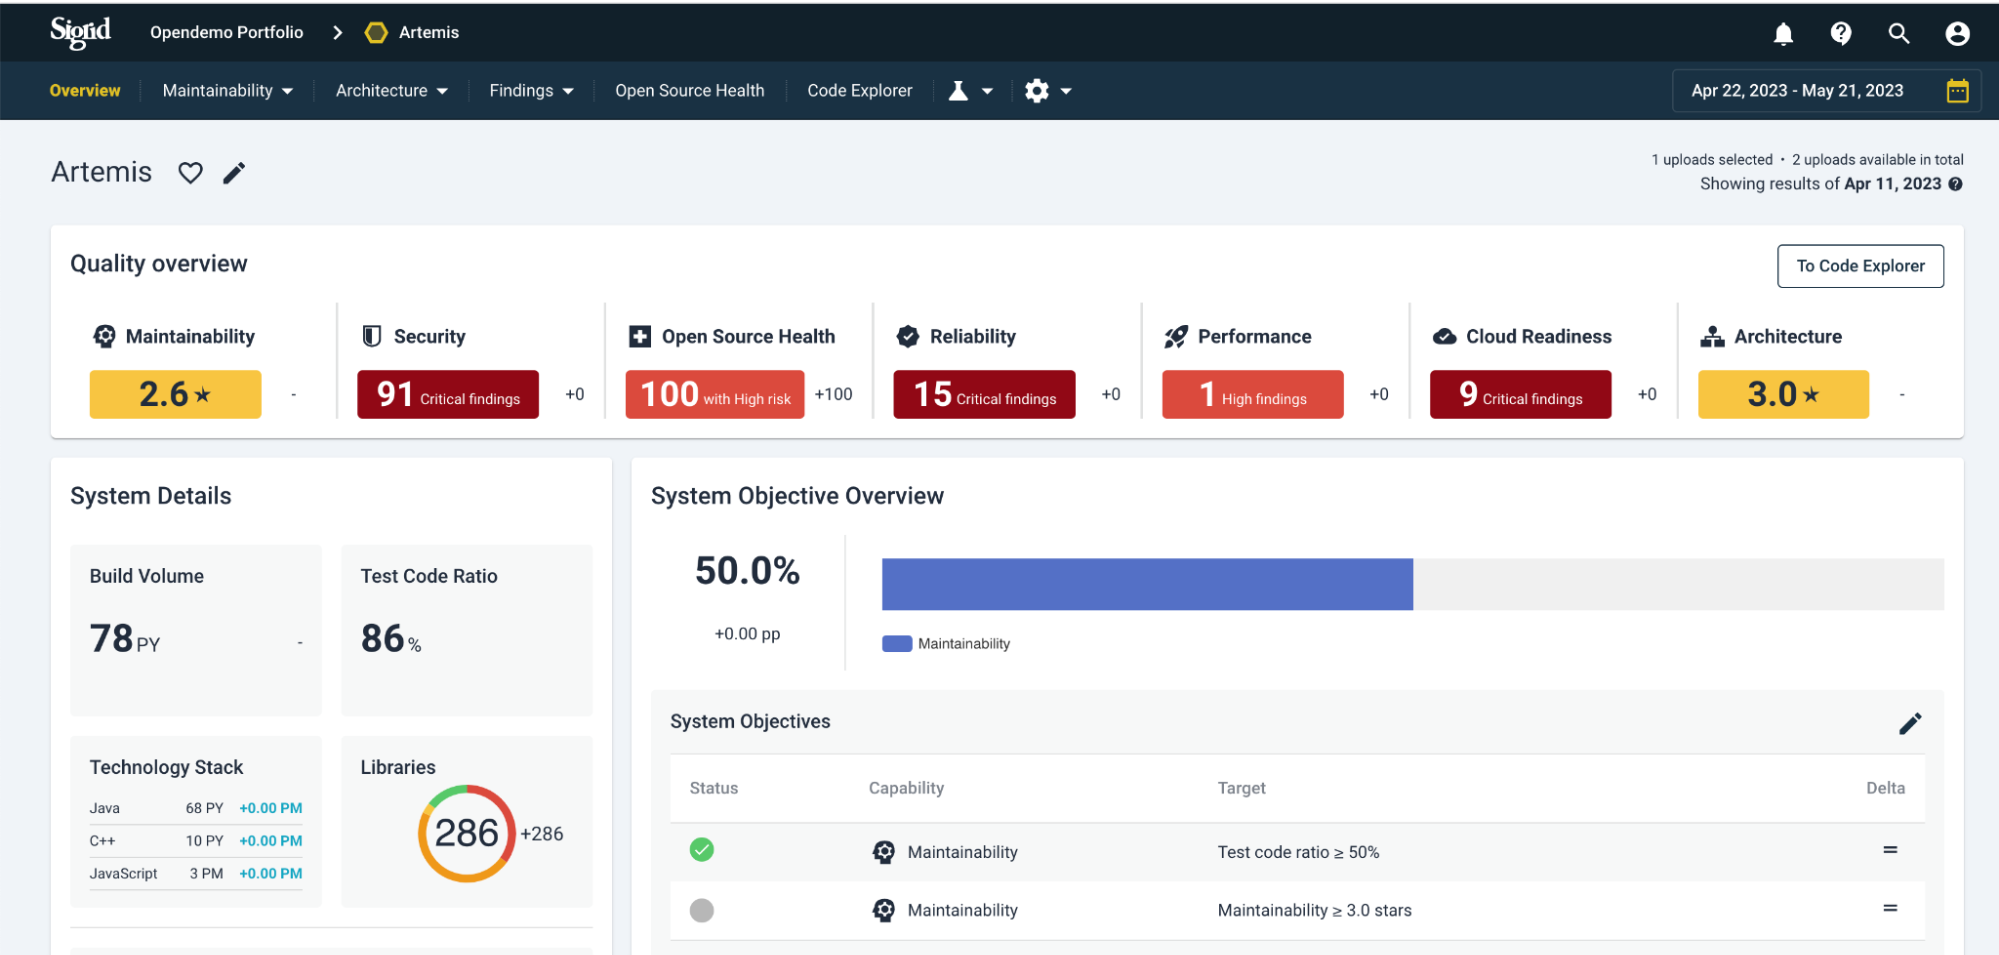 Sigrid Opendemo Portfolio Artemis
Overview Maintainability Architecture Findings Open Source Health Code Explorer Apr 22, 2023 - May 21, 2023
Artemis
1 uploads selected • 2 uploads available in total
Showing results of Apr 11, 2023
Quality overview
To Code Explorer
Maintainability Security Open Source Health Reliability Performance Cloud Readiness Architecture
2.6★ - 91 Critical findings +0 100 with High risk +100 15 Critical findings +0 1 High findings +0 9 Critical findings +0 3.0★ -
System Details
Build Volume
78 PY -
Test Code Ratio
86 %
Technology Stack
Java 68 PY +0.00 PM
C++ 10 PY +0.00 PM
JavaScript 3 PM +0.00 PM
Libraries
286 +286
System Objective Overview
50.0%
+0.00 pp
Maintainability
System Objectives
Status Capability Target Delta
Maintainability Test code ratio ≥ 50% =
Maintainability Maintainability ≥ 3.0 stars =